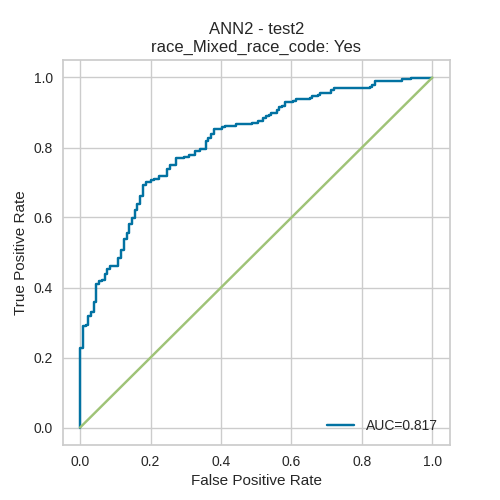 ANN2 - test2
race_Mixed_race_code: Yes
1.0
0.8
0.6
0.4
0.2
0.0
True Positive Rate
AUC=0.817
0.0 0.2 0.4 0.6 0.8 1.0
False Positive Rate